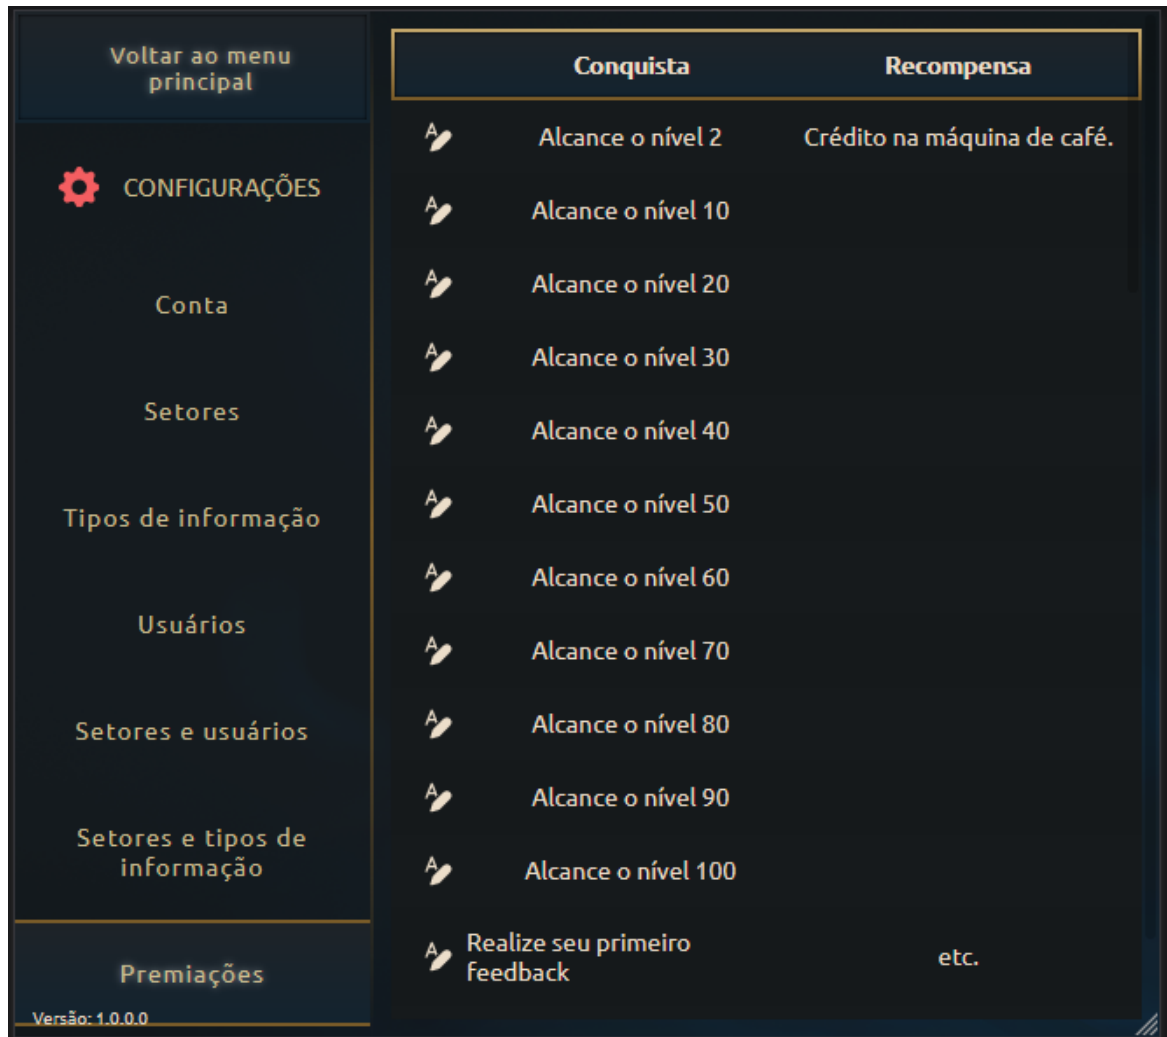 Voltar ao menu
principal
CONFIGURAÇÕES
Conta
Setores
Tipos de informação
Usuários
Setores e usuários
Setores e tipos de
informação
Premiações
Versão: 1.0.0.0
Conquista Recompensa
Alcance o nível 2 Crédito na máquina de café.
Alcance o nível 10
Alcance o nível 20
Alcance o nível 30
Alcance o nível 40
Alcance o nível 50
Alcance o nível 60
Alcance o nível 70
Alcance o nível 80
Alcance o nível 90
Alcance o nível 100
Realize seu primeiro
feedback
etc.